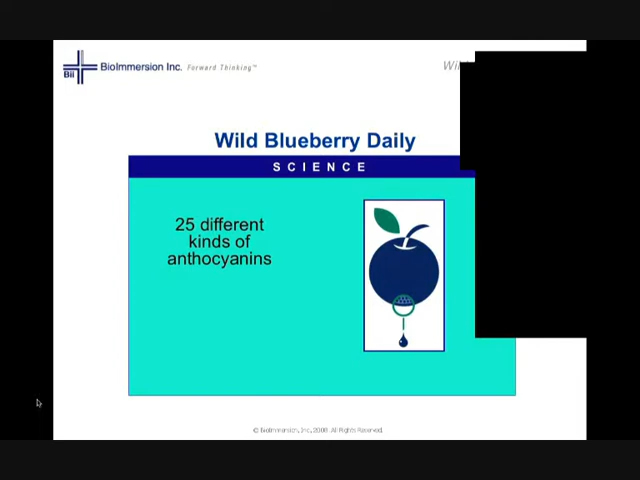 Bii BioImmersion Inc. Forward Thinking™
Wild Blueberry Daily
SCIENCE
25 different
kinds of
anthocyanins
© BioImmersion, Inc, 2008 All Rights Reserved.